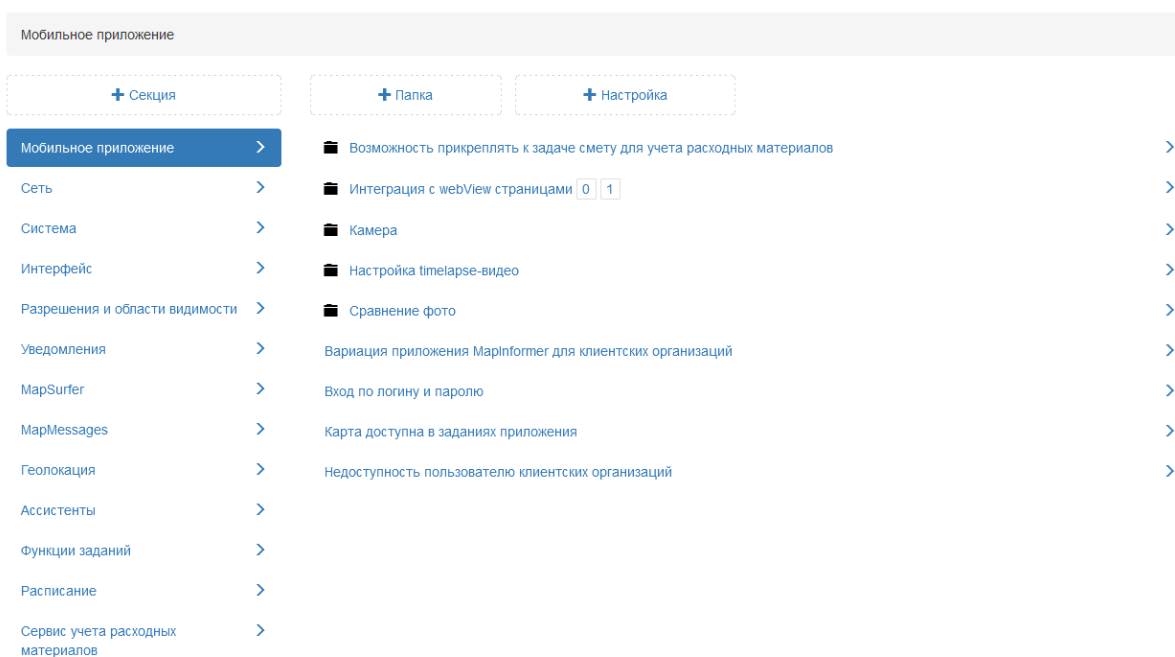 Мобильное приложение
+ Секция
+ Папка
+ Настройка
Мобильное приложение
Сеть
Система
Интерфейс
Разрешения и области видимости
Уведомления
MapSurfer
MapMessages
Геолокация
Ассистенты
Функции заданий
Расписание
Сервис учета расходных
материалов
Возможность прикреплять к задаче смету для учета расходных материалов
Интеграция с webView страницами 0 1
Камера
Настройка timelapse-видео
Сравнение фото
Вариация приложения MapInformer для клиентских организаций
Вход по логину и паролю
Карта доступна в заданиях приложения
Недоступность пользователю клиентских организаций